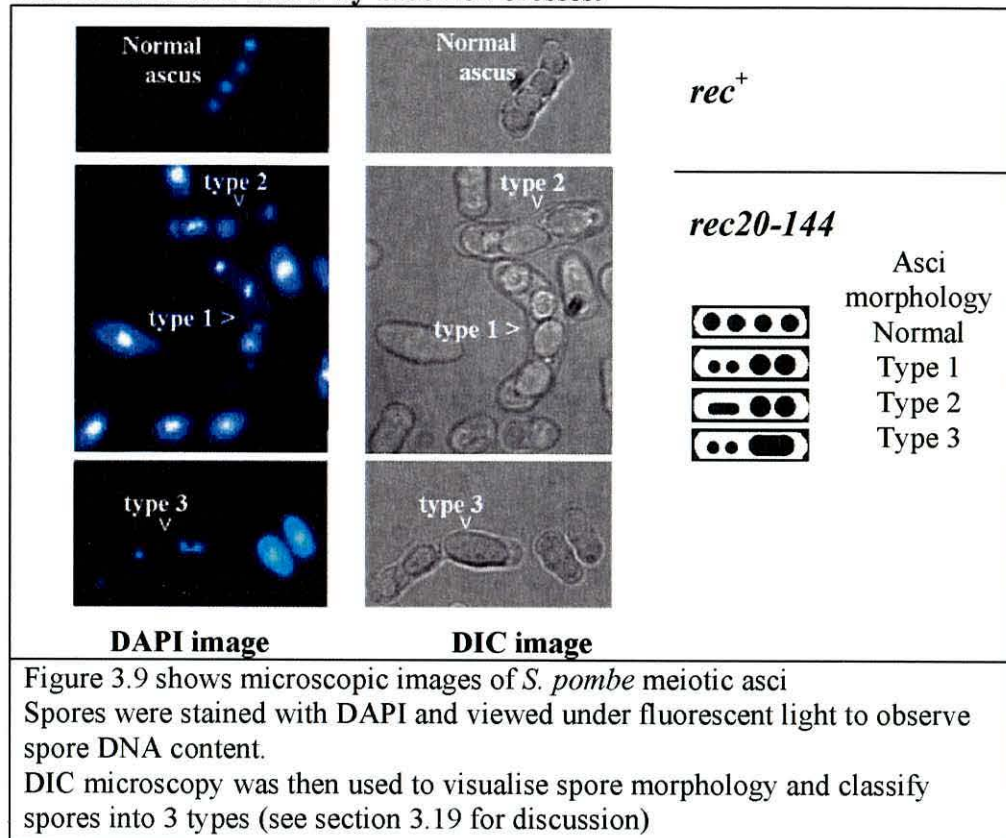 Normal
ascus
Normal
ascus
rec+
type 2
type 2
rec20-144
type 1 >
type 1 >
Asci
morphology
Normal
Type 1
Type 2
Type 3
type 3
type 3
DAPI image
DIC image
Figure 3.9 shows microscopic images of S. pombe meiotic asci
Spores were stained with DAPI and viewed under fluorescent light to observe
spore DNA content.
DIC microscopy was then used to visualise spore morphology and classify
spores into 3 types (see section 3.19 for discussion)